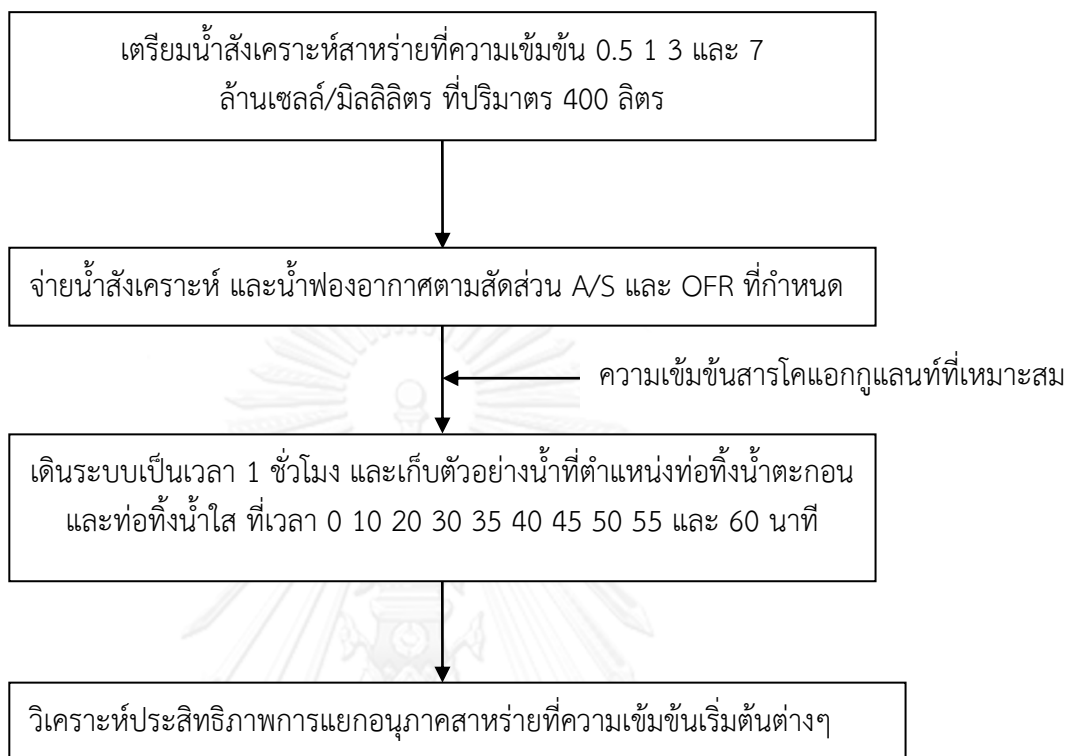 เตรียมน้ำสังเคราะห์สาหร่ายที่ความเข้มข้น 0.5 1 3 และ 7
ล้านเซลล์/มิลลิลิตร ที่ปริมาตร 400 ลิตร
จ่ายน้ำสังเคราะห์ และน้ำฟองอากาศตามสัดส่วน A/S และ OFR ที่กำหนด
ความเข้มข้นสารโคแอกกูแลนท์ที่เหมาะสม
เดินระบบเป็นเวลา 1 ชั่วโมง และเก็บตัวอย่างน้ำที่ตำแหน่งท่อทิ้งน้ำตะกอน
และท่อทิ้งน้ำใส ที่เวลา 0 10 20 30 35 40 45 50 55 และ 60 นาที
วิเคราะห์ประสิทธิภาพการแยกอนุภาคสาหร่ายที่ความเข้มข้นเริ่มต้นต่างๆ